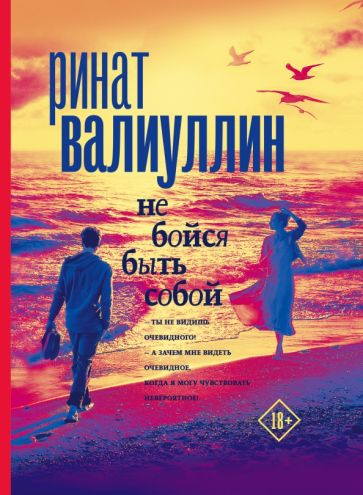 ринат
валиуллин
не
бойся
быть
собой
— ТЫ НЕ ВИДИШЬ
ОЧЕВИДНОГО!
— А ЗАЧЕМ МНЕ ВИДЕТЬ
ОЧЕВИДНОЕ,
КОГДА Я МОГУ ЧУВСТВОВАТЬ
НЕВЕРОЯТНОЕ!
18+